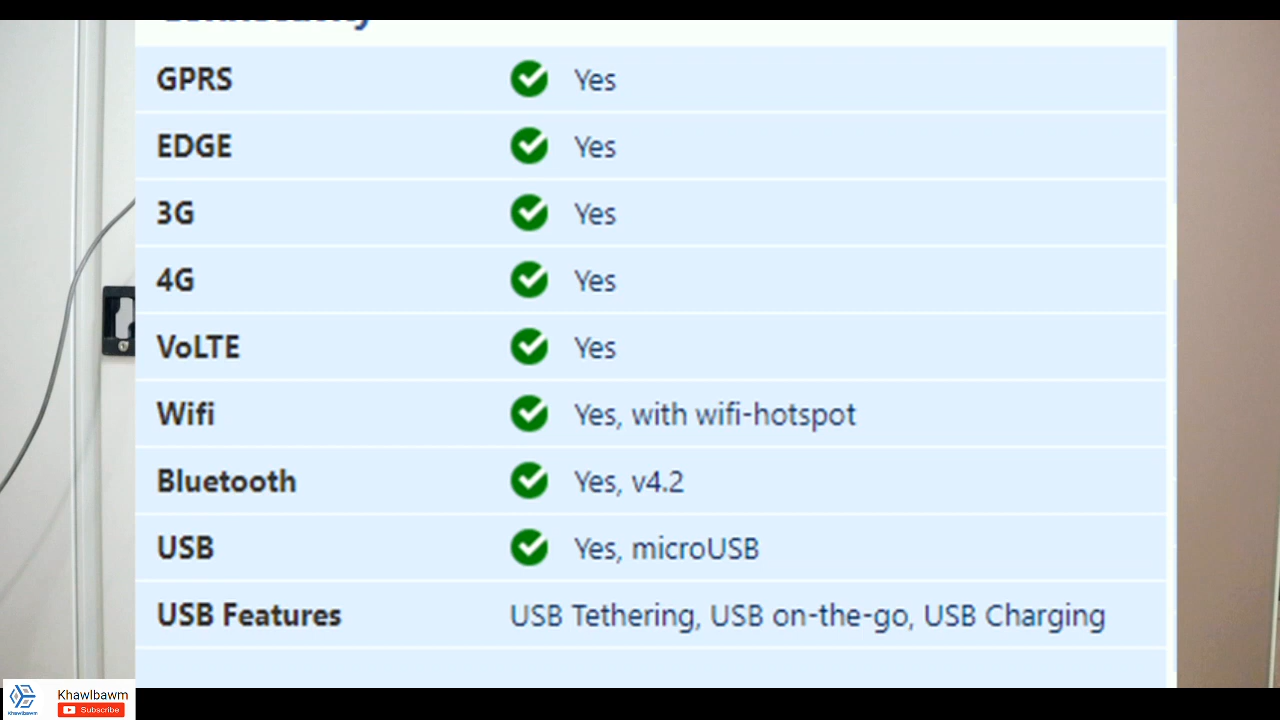 GPRS Yes
EDGE Yes
3G Yes
4G Yes
VoLTE Yes
Wifi Yes, with wifi-hotspot
Bluetooth Yes, v4.2
USB Yes, microUSB
USB Features USB Tethering, USB on-the-go, USB Charging
Khawlbawm
Subscribe
Khawlbawm